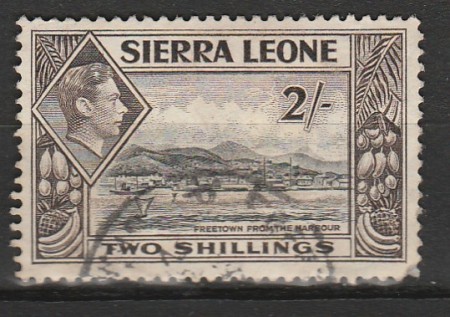 SIERRA LEONE
2/-
FREETOWN FROM THE HARBOUR
TWO SHILLINGS